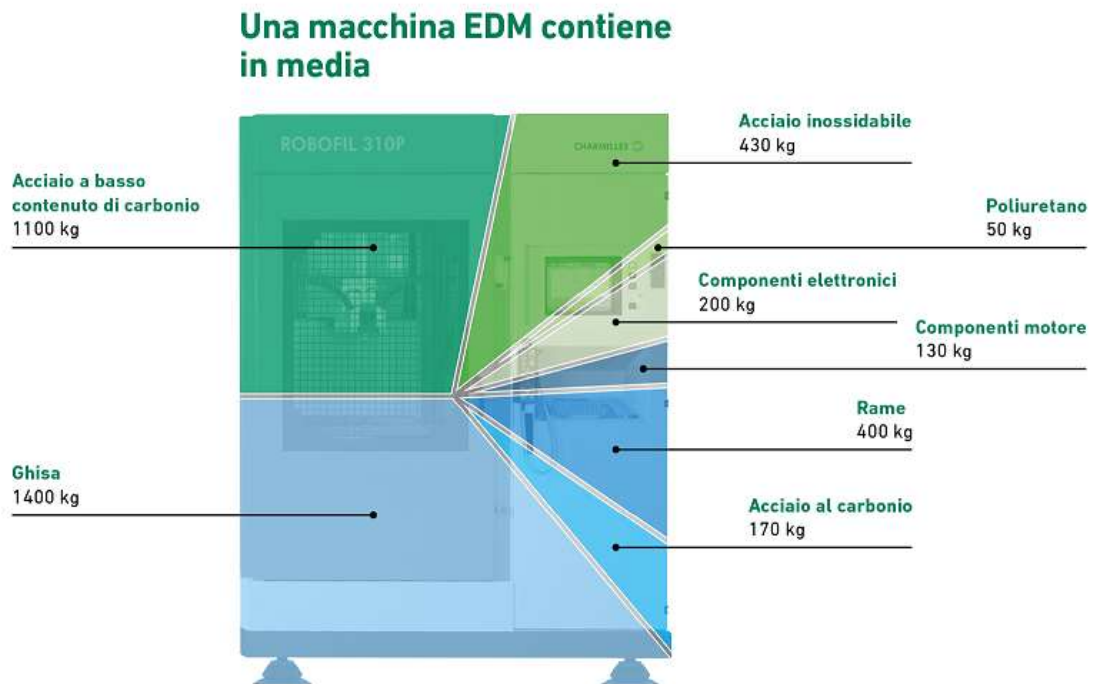 Una macchina EDM contiene
in media
ROBOFIL 310P
CHARMILLES
Acciaio inossidabile
430 kg
Acciaio a basso
contenuto di carbonio
1100 kg
Poliuretano
50 kg
Componenti elettronici
200 kg
Componenti motore
130 kg
Rame
400 kg
Ghisa
1400 kg
Acciaio al carbonio
170 kg